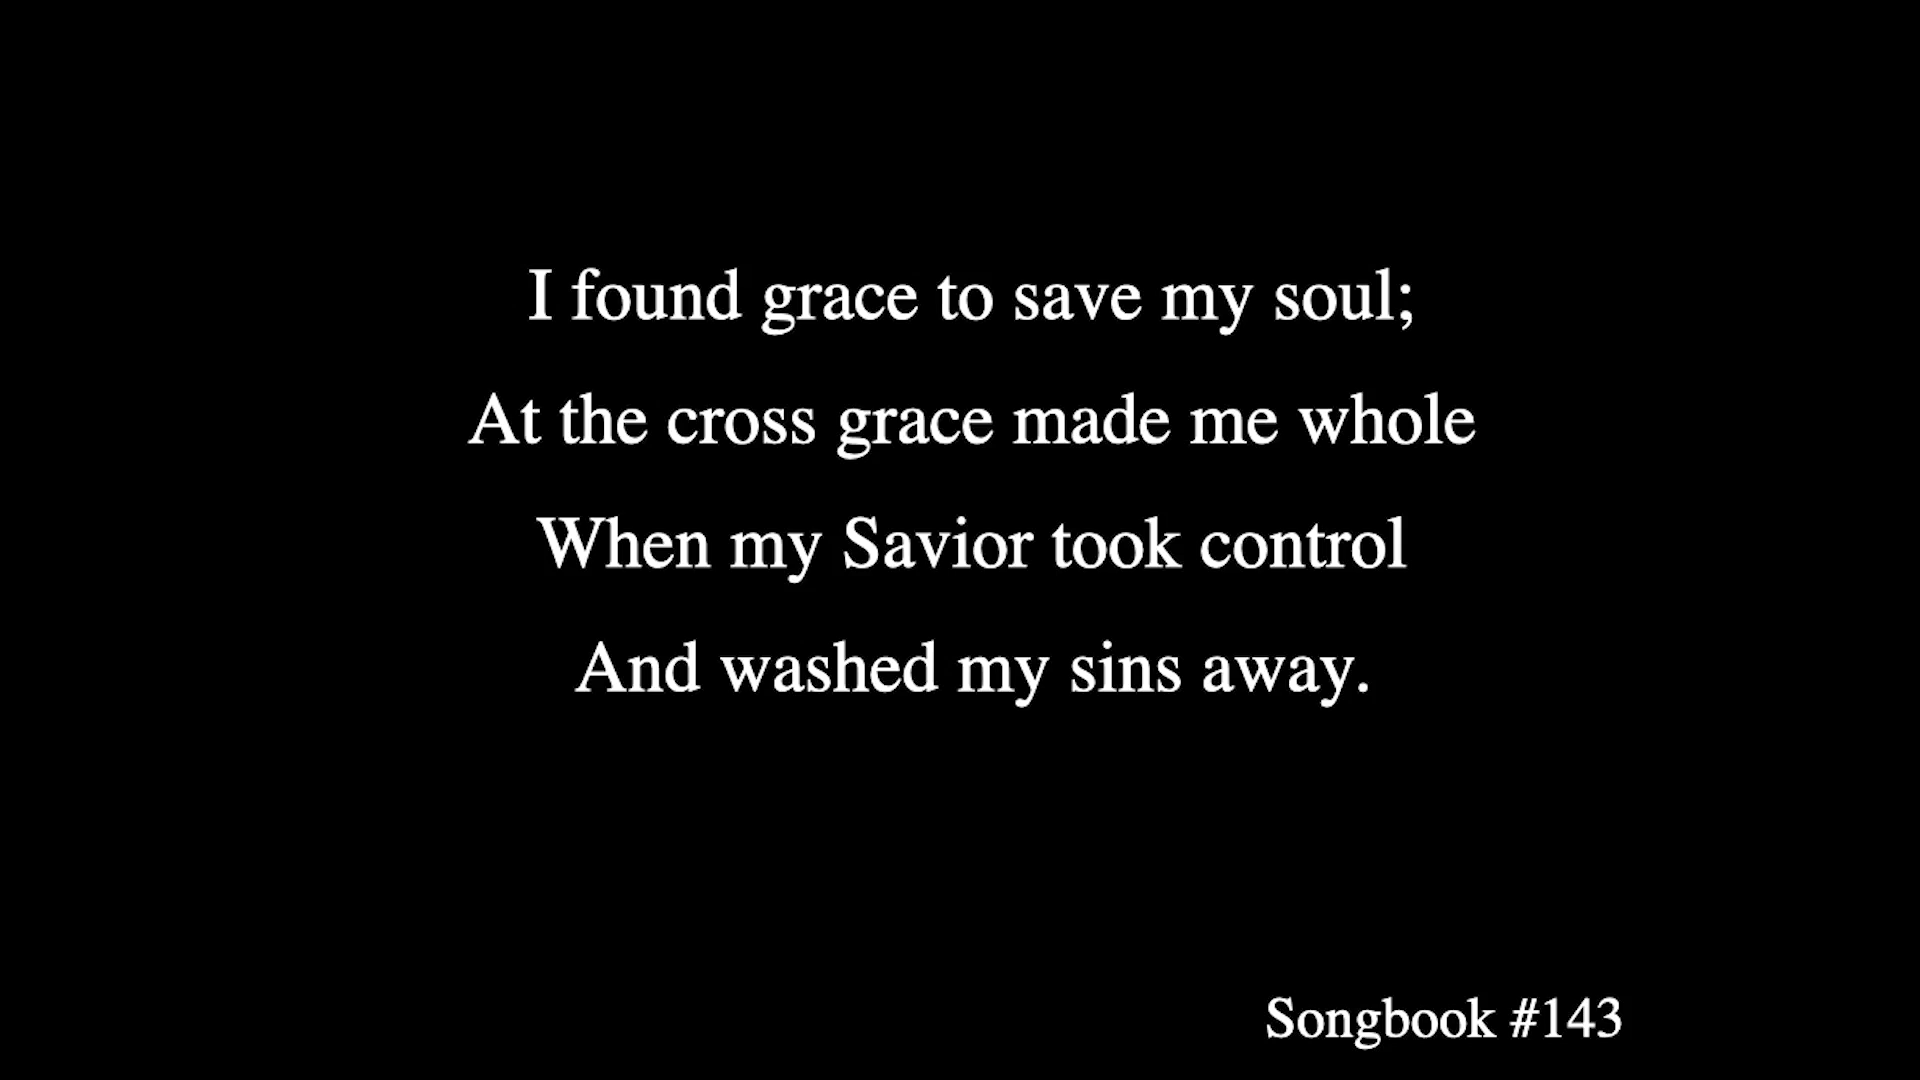 I found grace to save my soul;
At the cross grace made me whole
When my Savior took control
And washed my sins away.
Songbook #143